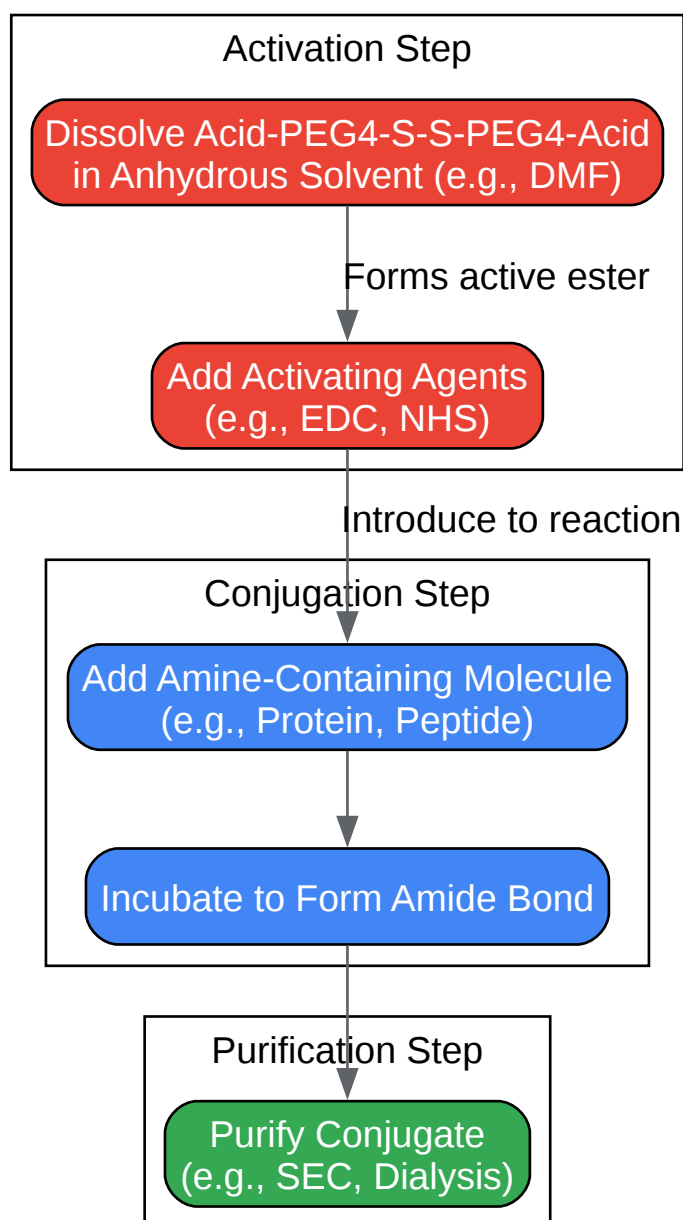 Activation Step
Dissolve Acid-PEG4-S-S-PEG4-Acid
in Anhydrous Solvent (e.g., DMF)
Forms active ester
Add Activating Agents
(e.g., EDC, NHS)
Introduce to reaction
Conjugation Step
Add Amine-Containing Molecule
(e.g., Protein, Peptide)
Incubate to Form Amide Bond
Purification Step
Purify Conjugate
(e.g., SEC, Dialysis)